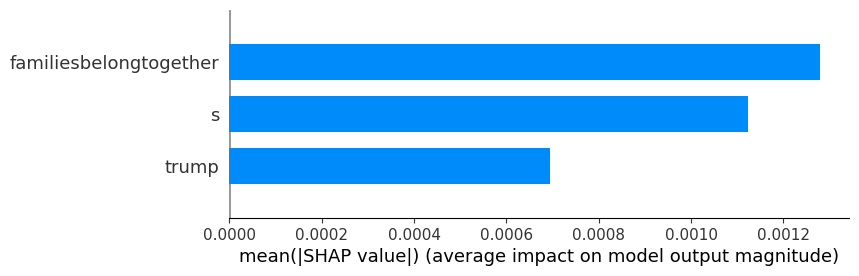 familiesbelongtogether
s
trump
0.0000 0.0002 0.0004 0.0006 0.0008 0.0010 0.0012
mean(|SHAP value|) (average impact on model output magnitude)